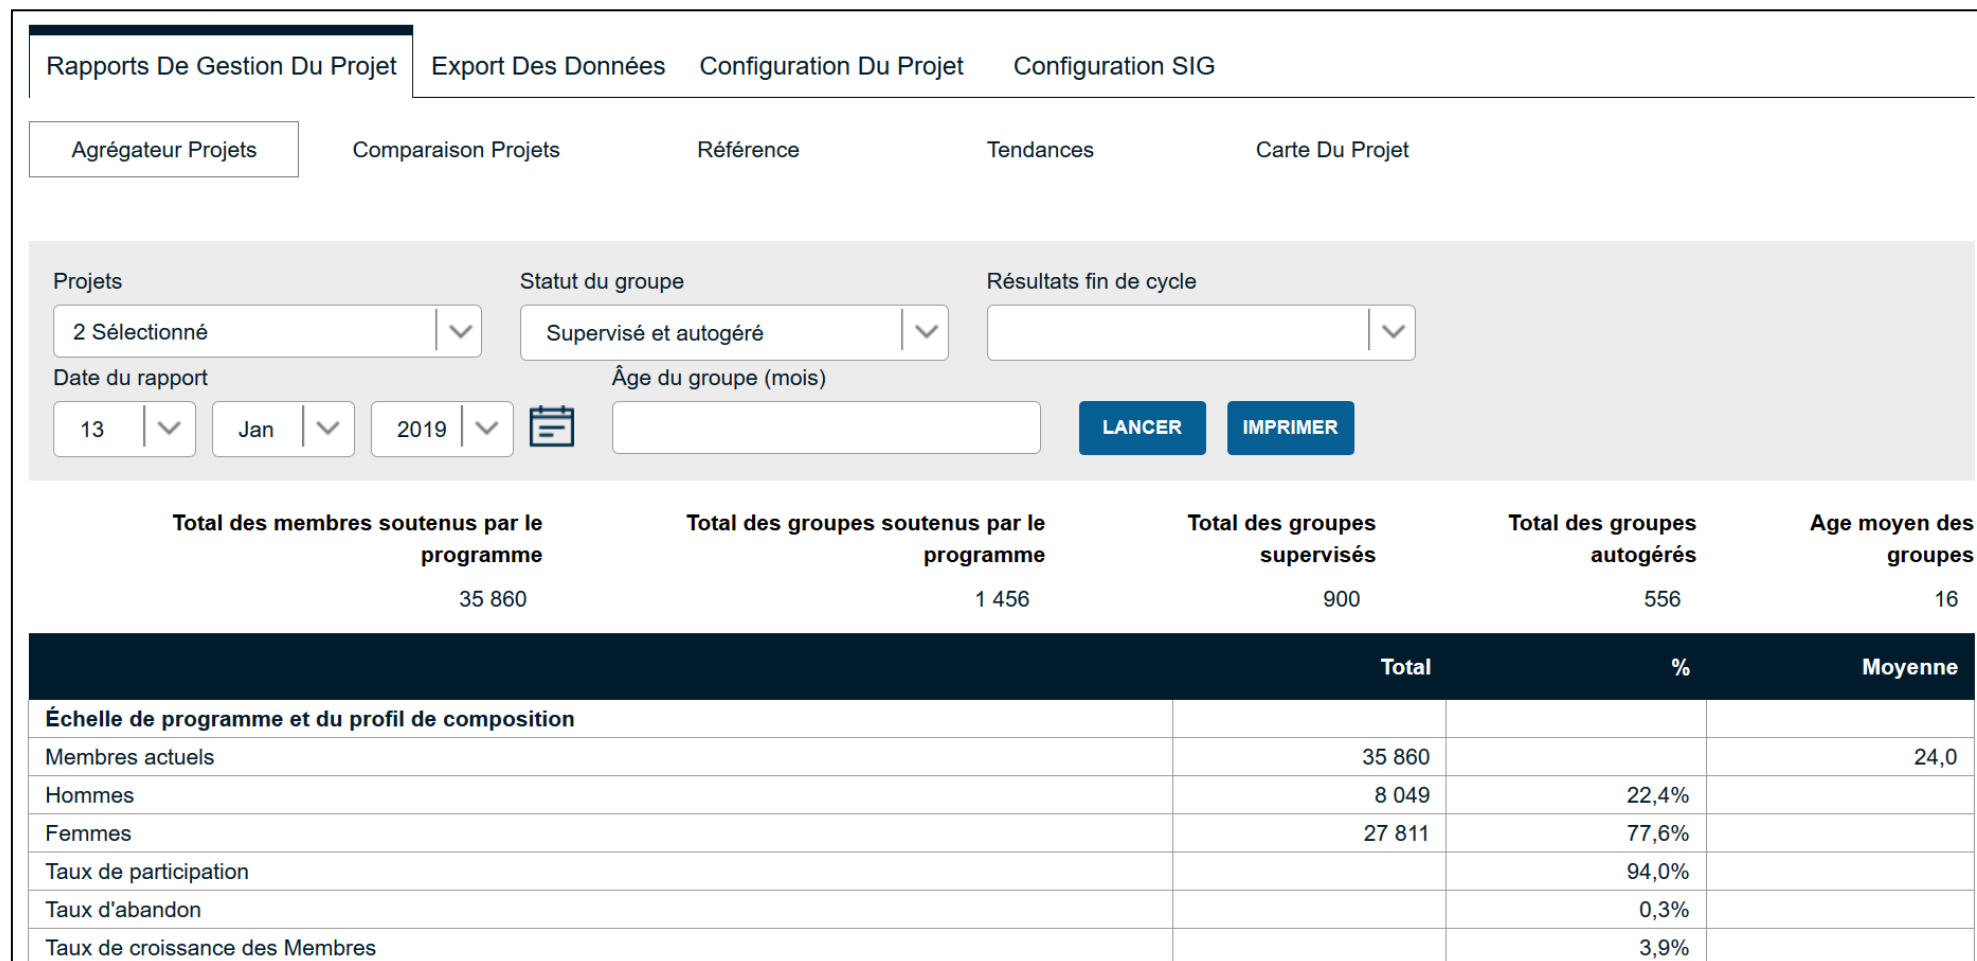 Rapports De Gestion Du Projet Export Des Données Configuration Du Projet Configuration SIG
Agrégateur Projets Comparaison Projets Référence Tendances Carte Du Projet
Projets Statut du groupe Résultats fin de cycle
2 Sélectionné Supervisé et autogéré
Date du rapport Âge du groupe (mois)
13 Jan 2019 LANCER IMPRIMER
Total des membres soutenus par le Total des groupes soutenus par le Total des groupes Total des groupes Age moyen des
programme programme supervisés autogérés groupes
35 860 1 456 900 556 16
Total % Moyenne
Échelle de programme et du profil de composition
Membres actuels 35 860 24,0
Hommes 8 049 22,4%
Femmes 27 811 77,6%
Taux de participation 94,0%
Taux d'abandon 0,3%
Taux de croissance des Membres 3,9%